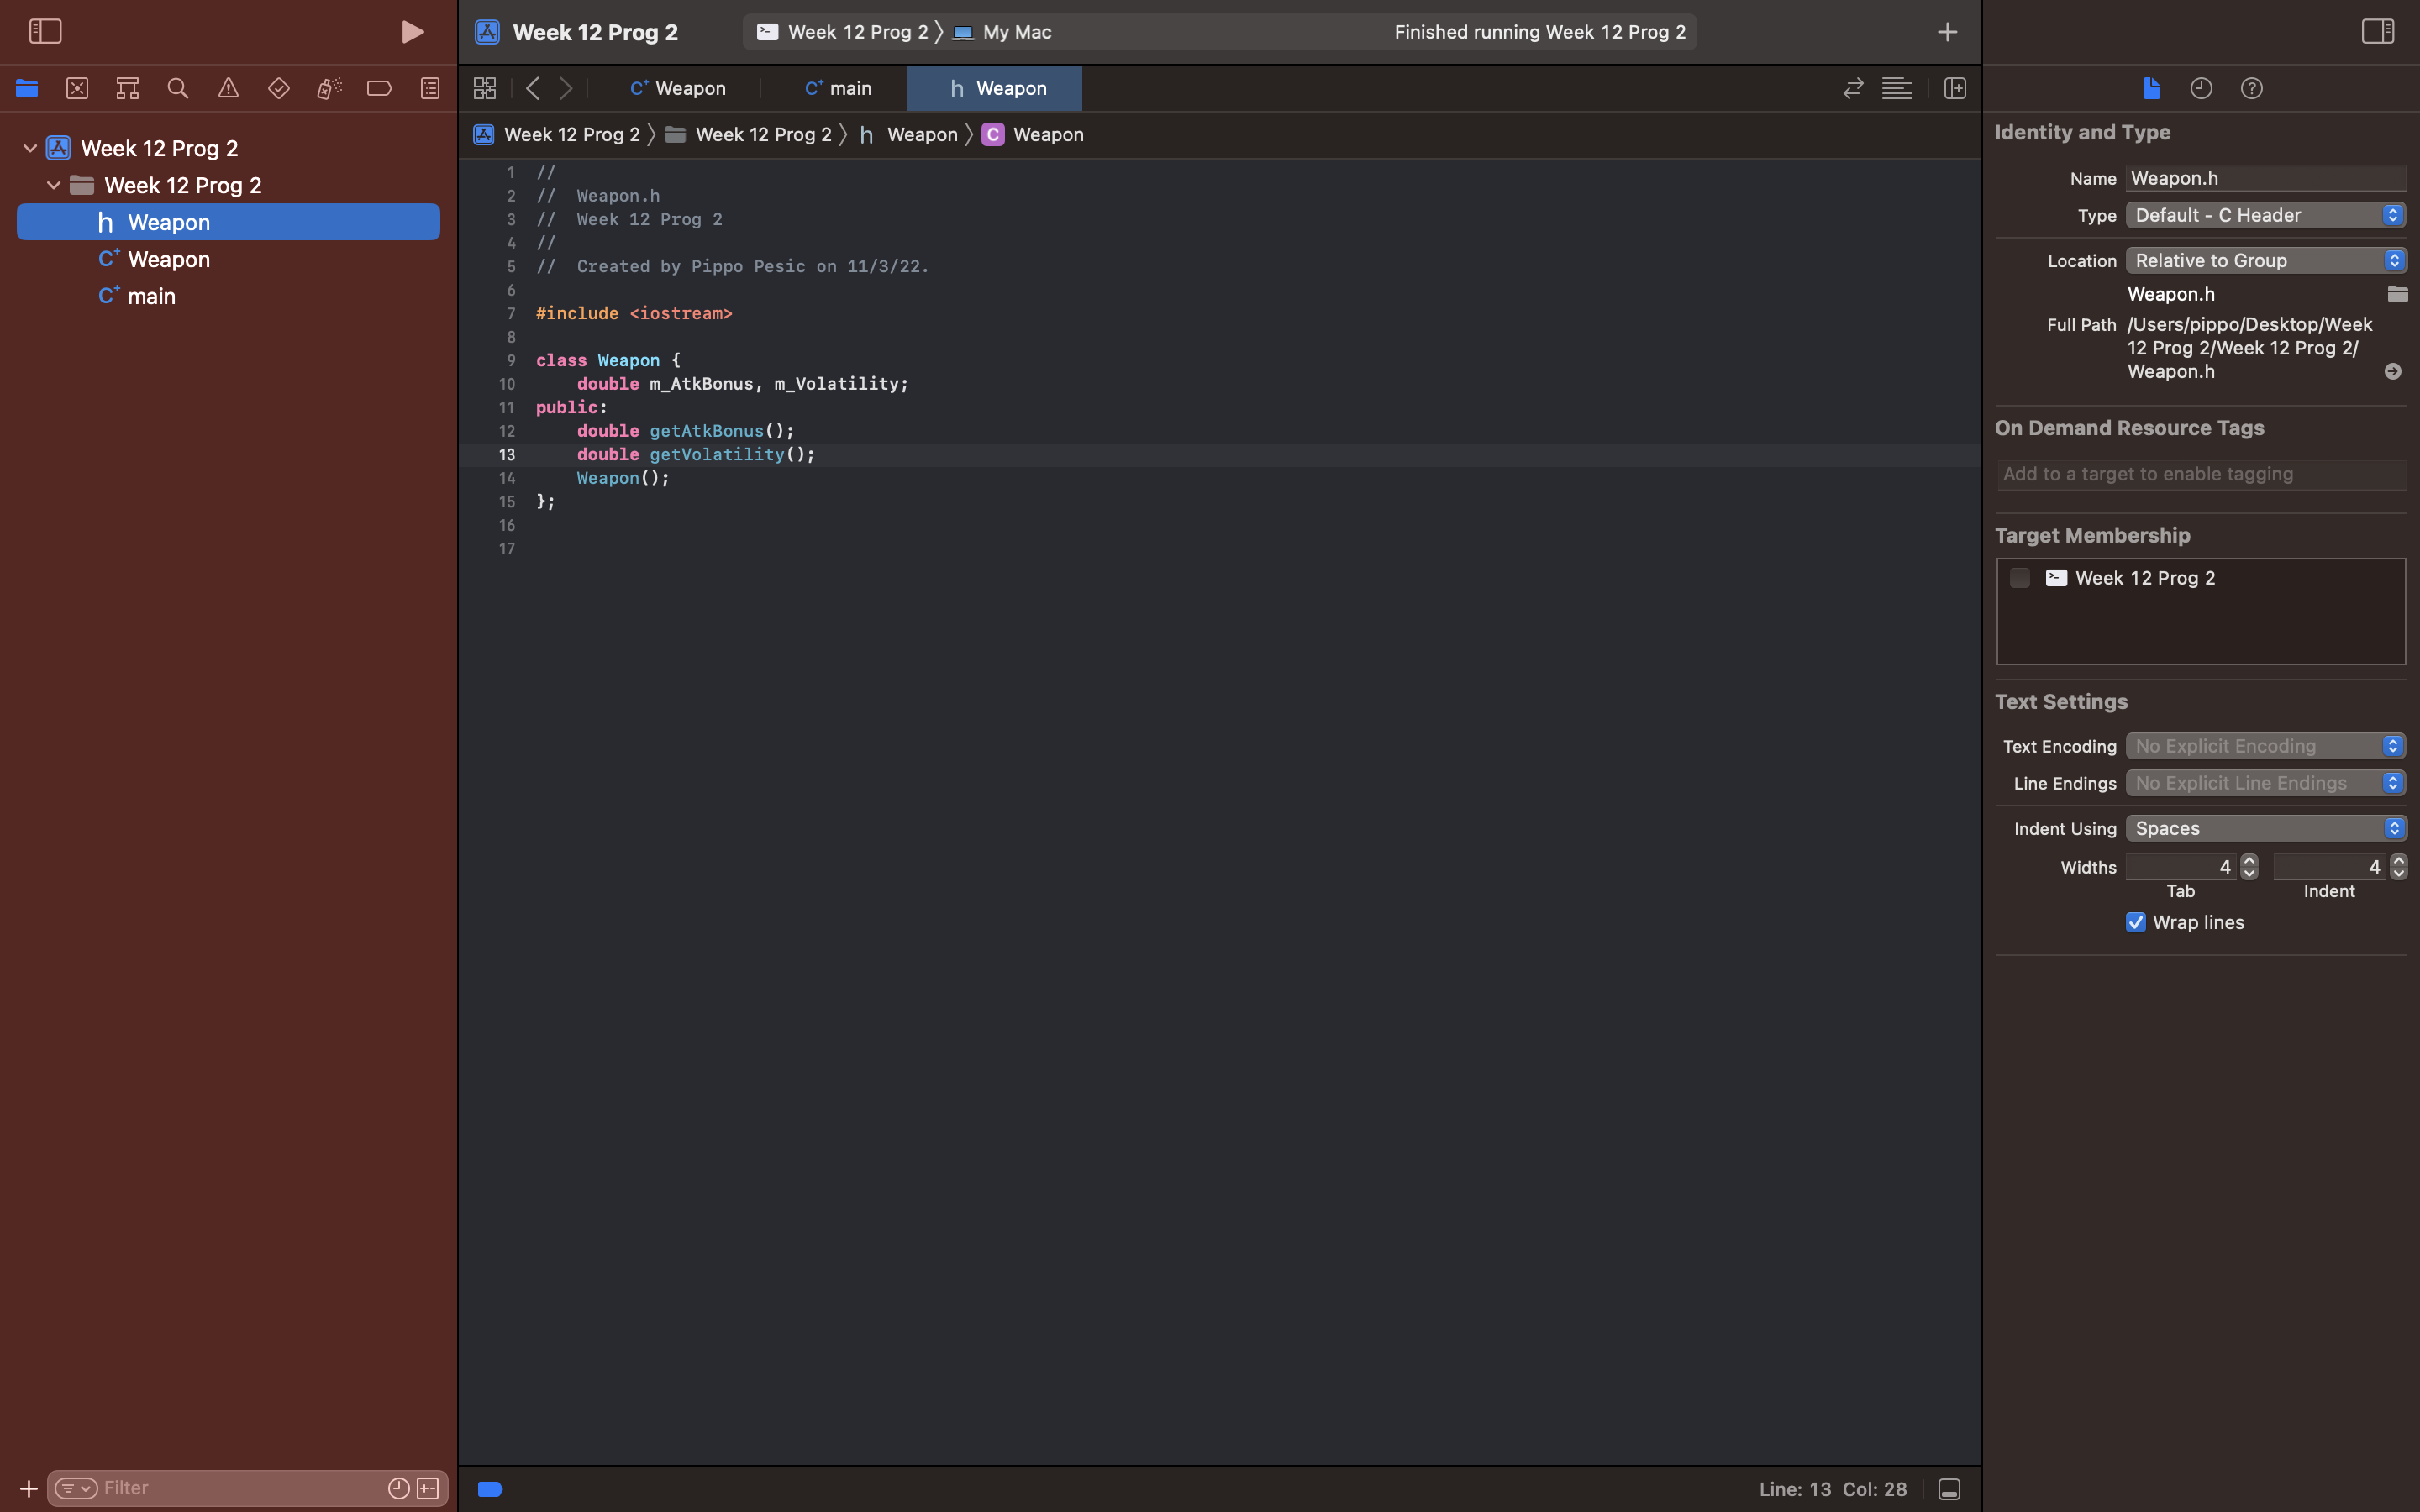 Week 12 Prog 2
Week 12 Prog 2
Weapon
Weapon
main
Filter
Week 12 Prog 2
Week 12 Prog 2 〉 My Mac
Finished running Week 12 Prog 2
Weapon
main
Weapon
Week 12 Prog 2 〉 Week 12 Prog 2 〉 h Weapon 〉 C Weapon
1 //
2 //  Weapon.h
3 //  Week 12 Prog 2
4 //
5 //  Created by Pippo Pesic on 11/3/22.
6
7 #include <iostream>
8
9 class Weapon {
10     double m_AtkBonus, m_Volatility;
11 public:
12     double getAtkBonus();
13     double getVolatility();
14     Weapon();
15 };
16
17
Line: 13 Col: 28
Identity and Type
Name Weapon.h
Type Default - C Header
Location Relative to Group
Weapon.h
Full Path /Users/pippo/Desktop/Week
12 Prog 2/Week 12 Prog 2/
Weapon.h
On Demand Resource Tags
Add to a target to enable tagging
Target Membership
Week 12 Prog 2
Text Settings
Text Encoding No Explicit Encoding
Line Endings No Explicit Line Endings
Indent Using Spaces
Widths 4 4
Tab Indent
Wrap lines